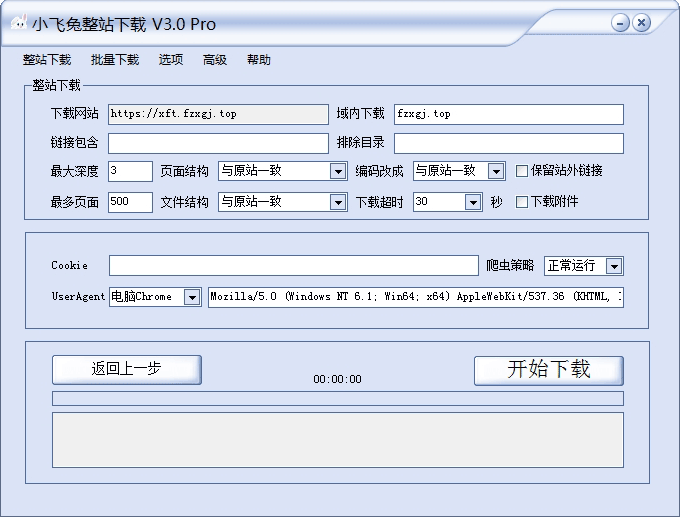 小飞兔整站下载 V3.0 Pro
整站下载 批量下载 选项 高级 帮助
整站下载
下载网站 https://xft.fzxgj.top 域内下载 fzxgj.top
链接包含 排除目录
最大深度 3 页面结构 与原站一致 编码改成 与原站一致 保留站外链接
最多页面 500 文件结构 与原站一致 下载超时 30 秒 下载附件
Cookie 爬虫策略 正常运行
UserAgent 电脑Chrome Mozilla/5.0 (Windows NT 6.1; Win64; x64) AppleWebKit/537.36 (KHTML,
返回上一步 00:00:00 开始下载